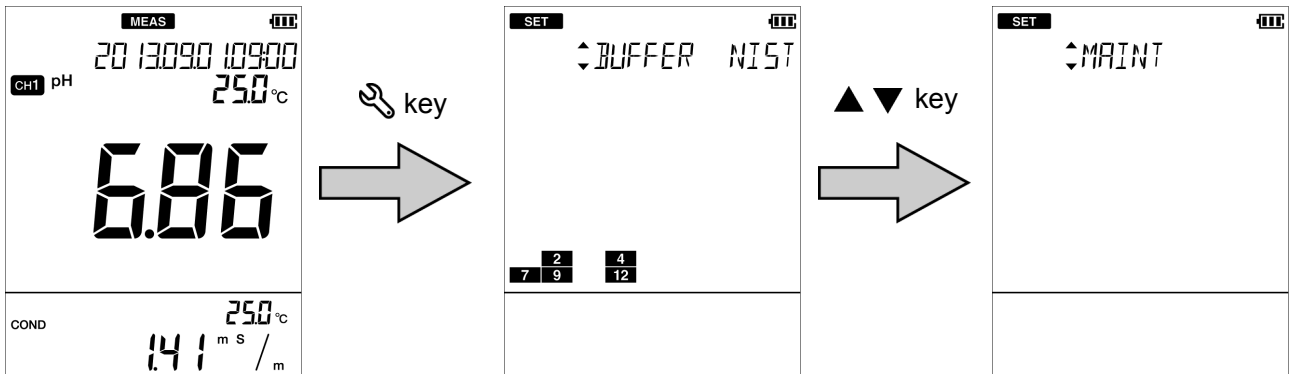 MEAS
2013.09.01.09:00
CH1 pH
25.0 °C
6.86
COND
25.0 °C
1.41 m S / m
key
SET
BUFFER NIST
2 4
7 9 12
▲ ▼ key
SET
MAINT